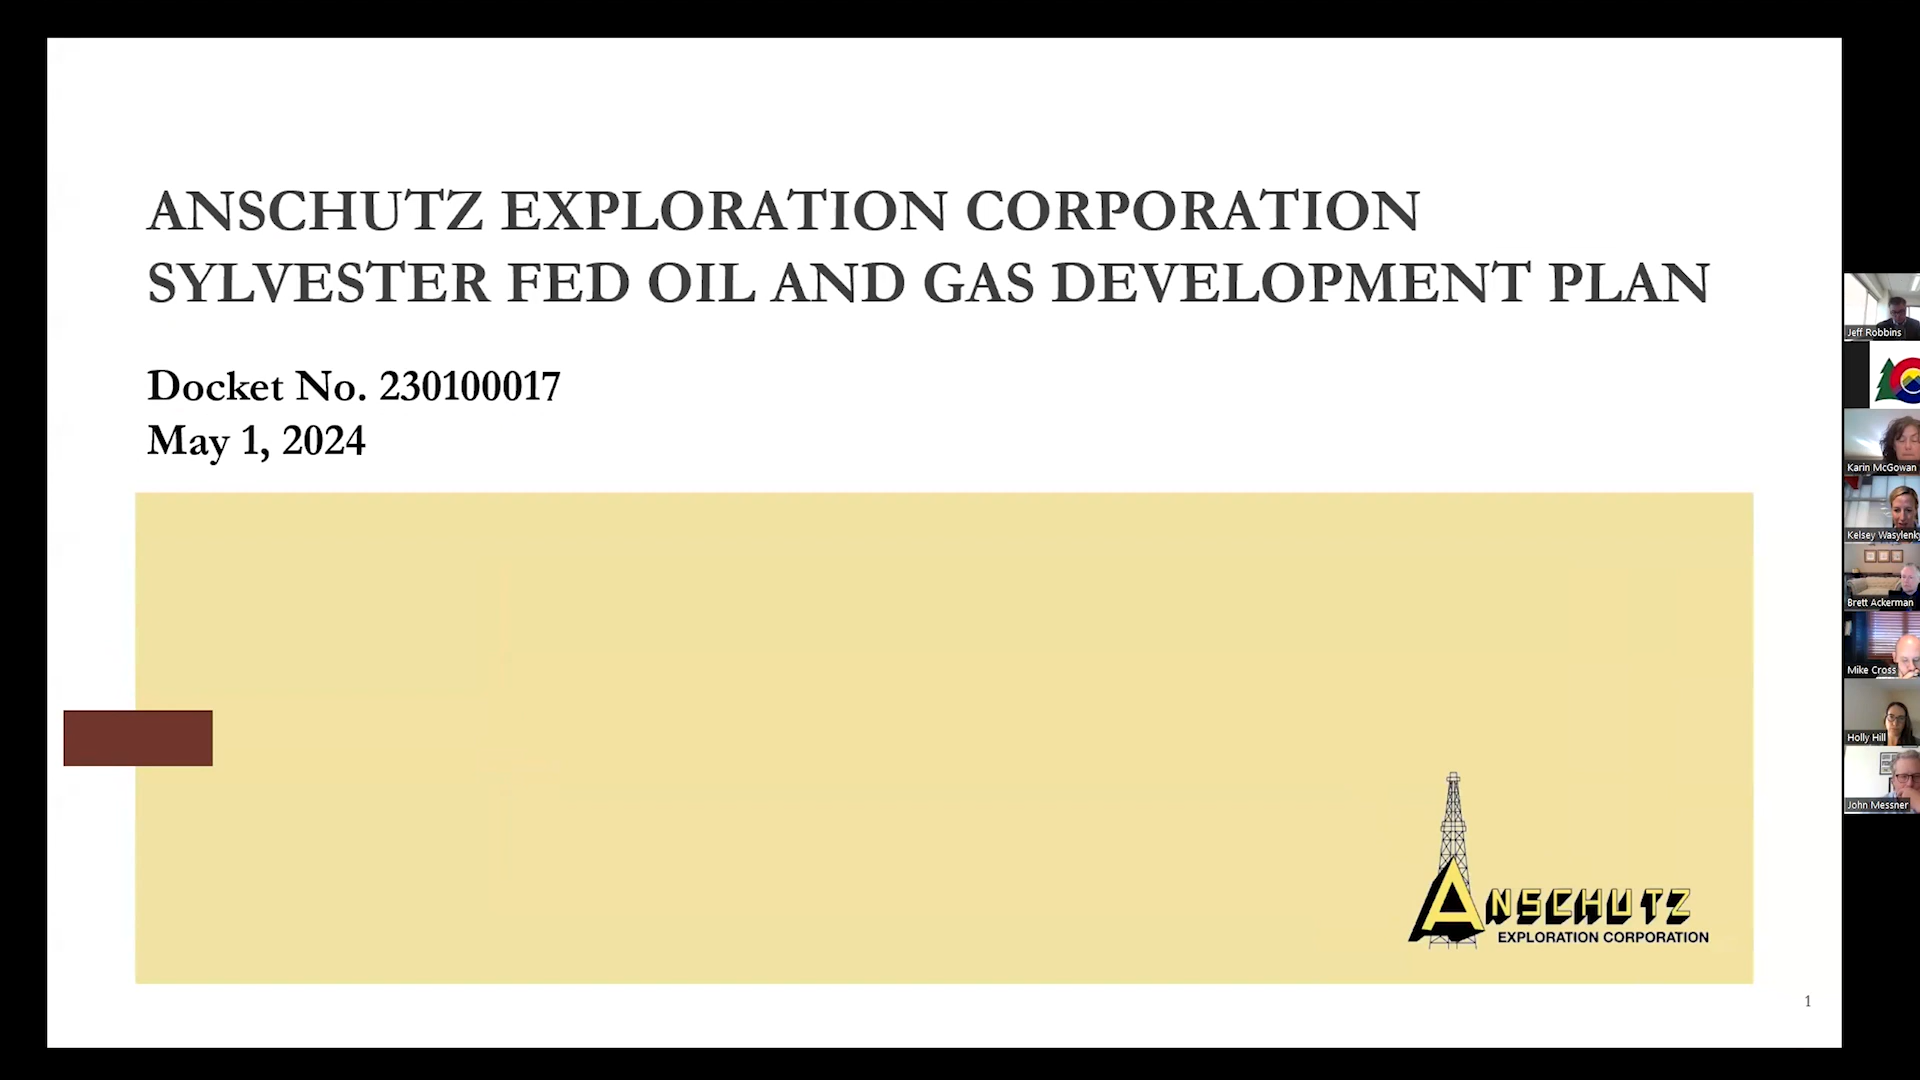 ANSCHUTZ EXPLORATION CORPORATION
SYLVESTER FED OIL AND GAS DEVELOPMENT PLAN
Docket No. 230100017
May 1, 2024
ANSCHUTZ
EXPLORATION CORPORATION
1
Jeff Robbins
Karin McGowan
Kelsey Wasylenky
Brett Ackerman
Mike Cross
Holly Hill
John Messner